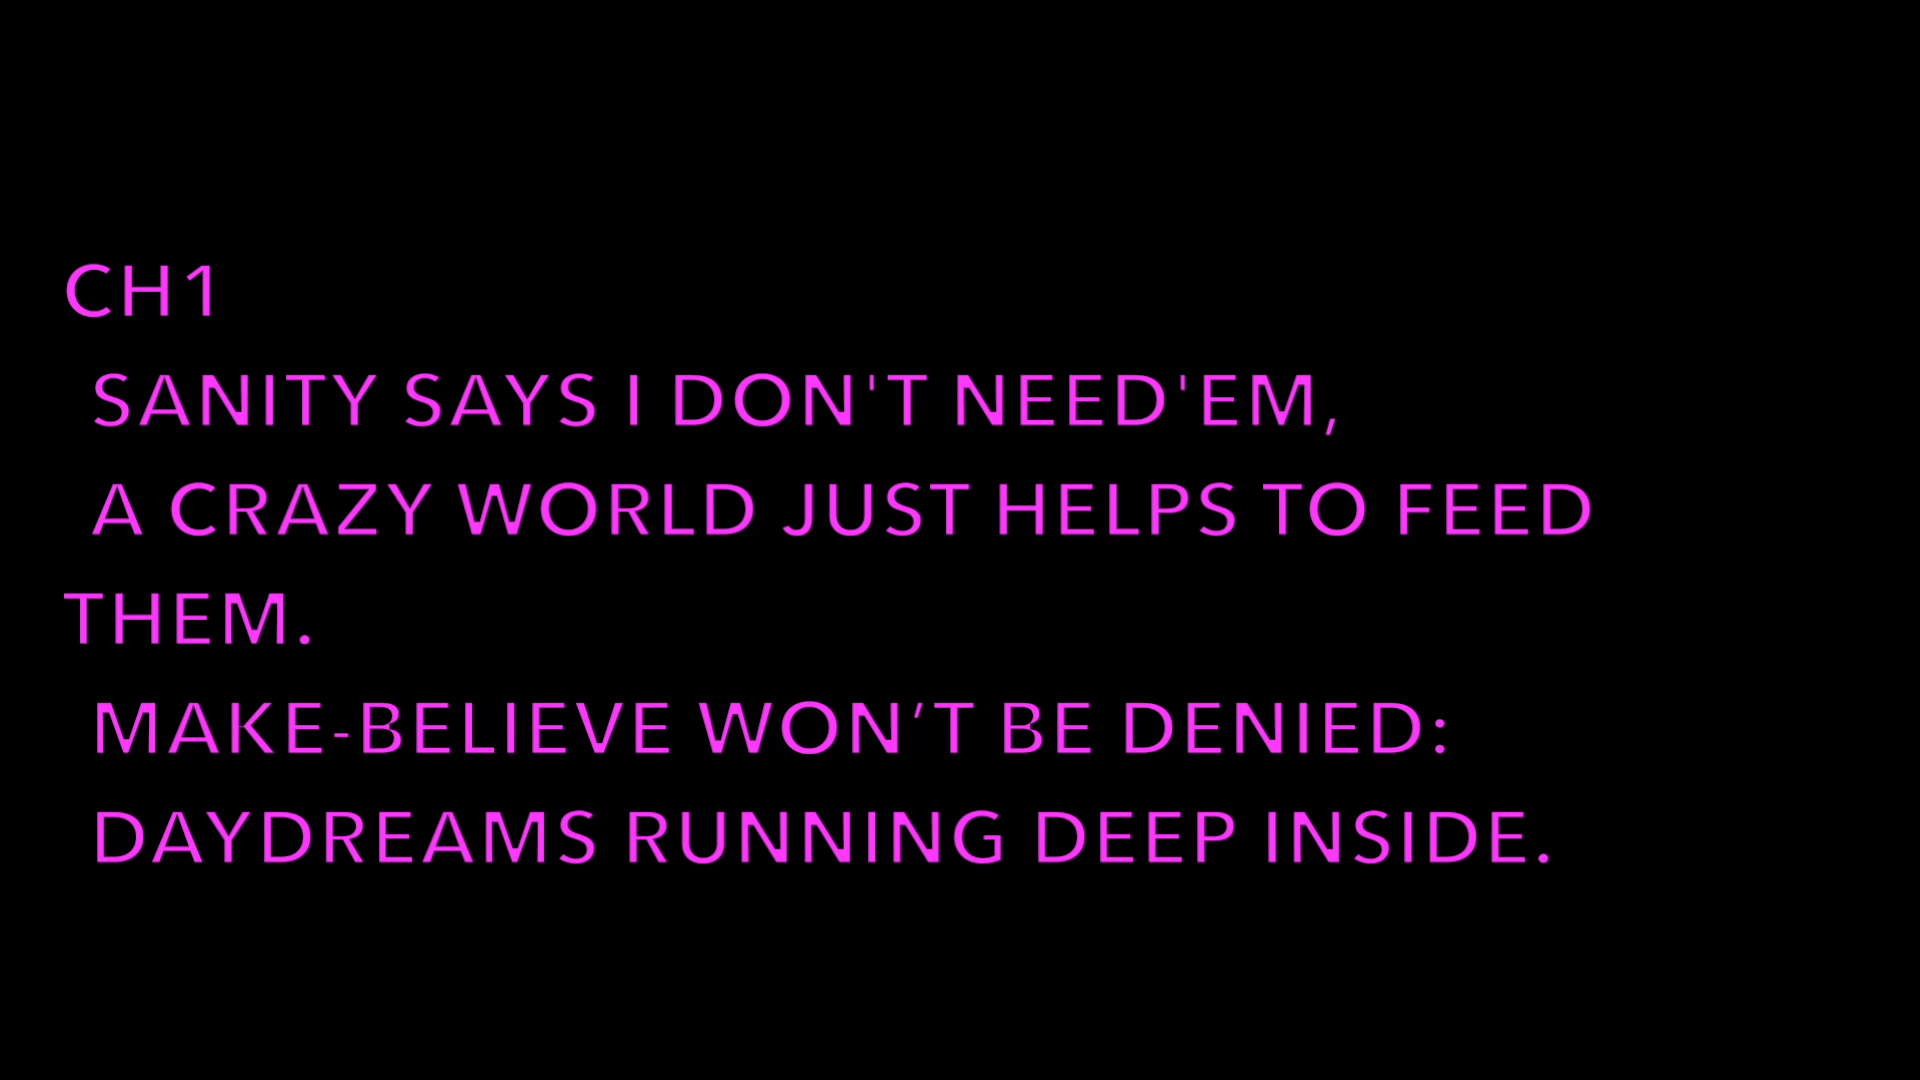 CH1
SANITY SAYS I DON'T NEED'EM,
A CRAZY WORLD JUST HELPS TO FEED
THEM.
MAKE-BELIEVE WON’T BE DENIED:
DAYDREAMS RUNNING DEEP INSIDE.